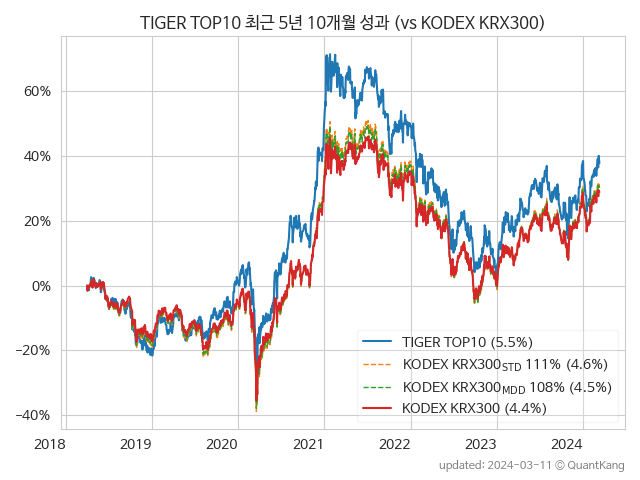 TIGER TOP10 최근 5년 10개월 성과 (vs KODEX KRX300)
60%
40%
20%
0%
−20%
−40%
TIGER TOP10 (5.5%)
KODEX KRX300STD 111% (4.6%)
KODEX KRX300MDD 108% (4.5%)
KODEX KRX300 (4.4%)
2018 2019 2020 2021 2022 2023 2024
updated: 2024-03-11 © QuantKang